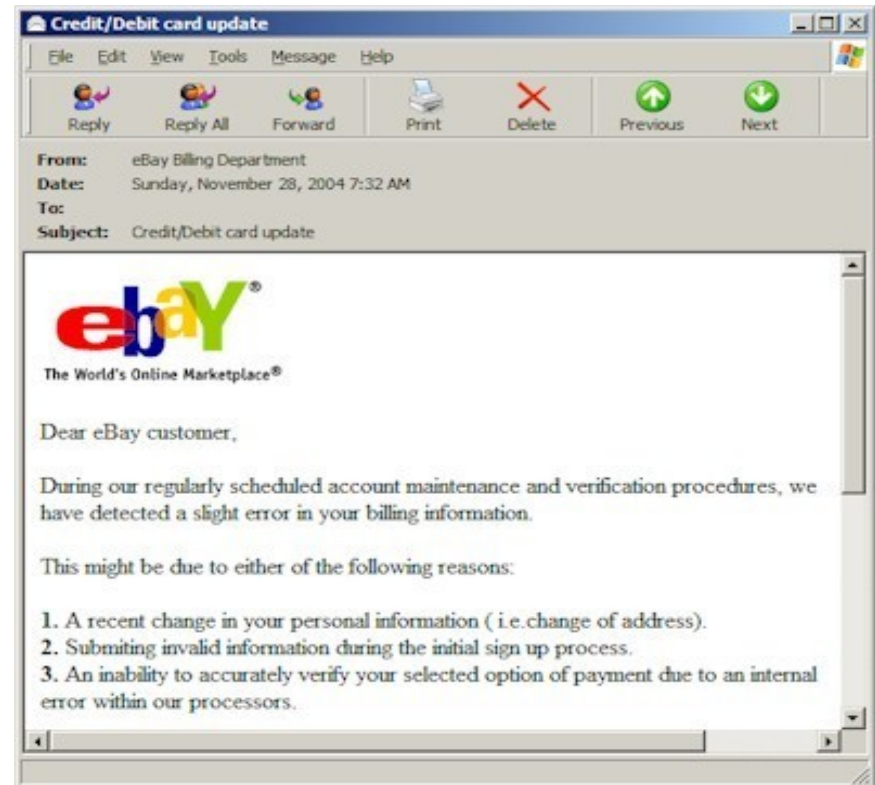 Credit/Debit card update
File Edit View Tools Message Help
Reply Reply All Forward Print Delete Previous Next
From: eBay Billing Department
Date: Sunday, November 28, 2004 7:32 AM
To:
Subject: Credit/Debit card update
ebaY®
The World's Online Marketplace®
Dear eBay customer,
During our regularly scheduled account maintenance and verification procedures, we
have detected a slight error in your billing information.
This might be due to either of the following reasons:
1. A recent change in your personal information ( i.e.change of address).
2. Submiting invalid information during the initial sign up process.
3. An inability to accurately verify your selected option of payment due to an internal
error within our processors.